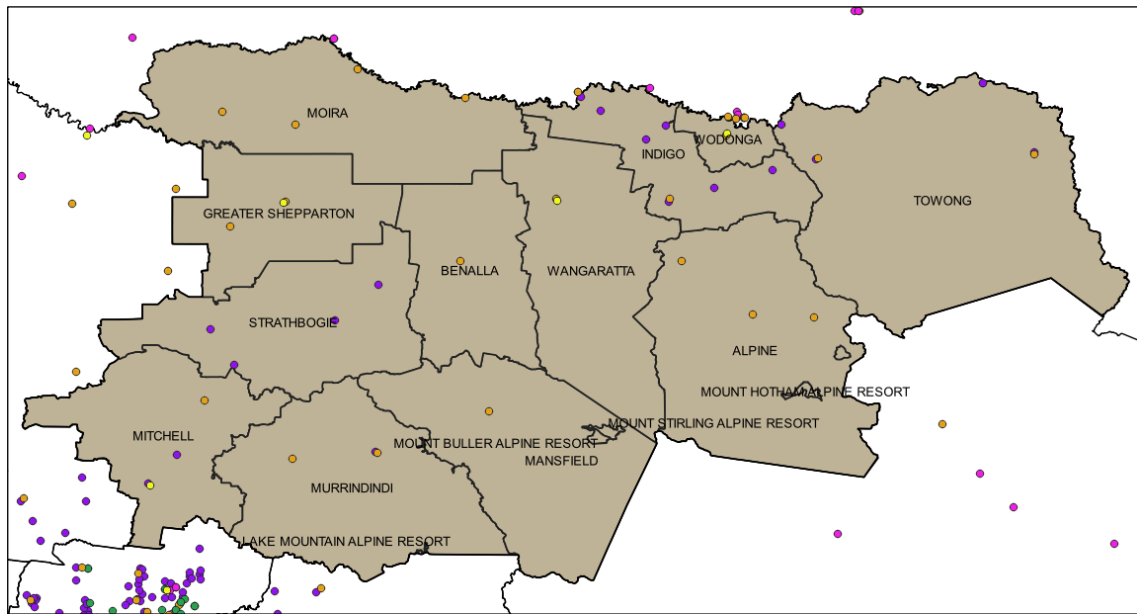 MOIRA
WODONGA
INDIGO
TOWONG
GREATER SHEPPARTON
BENALLA
WANGARATTA
STRATHBOGIE
ALPINE
MOUNT HOTHAM ALPINE RESORT
MOUNT STIRLING ALPINE RESORT
MITCHELL
MOUNT BULLER ALPINE RESORT
MANSFIELD
MURRINDINDI
LAKE MOUNTAIN ALPINE RESORT